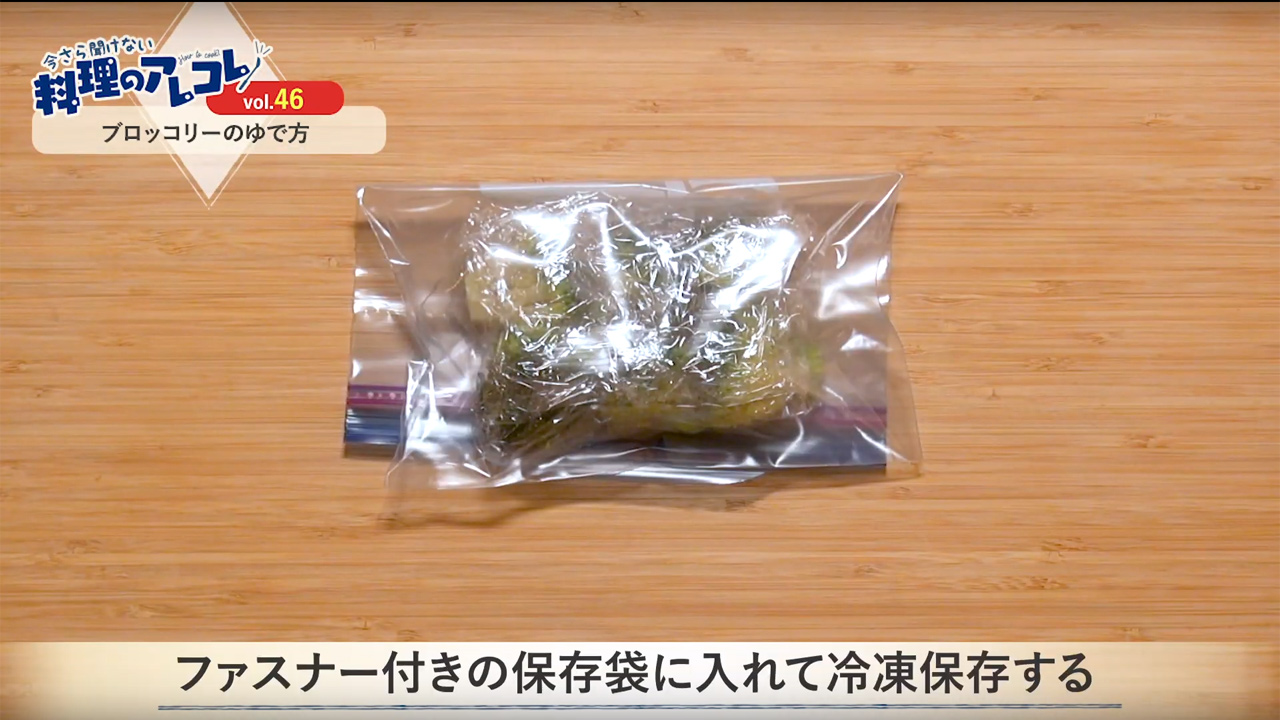 今さら聞けない
料理のアレコレ
How to cook!
vol.46
ブロッコリーのゆで方
ファスナー付きの保存袋に入れて冷凍保存する